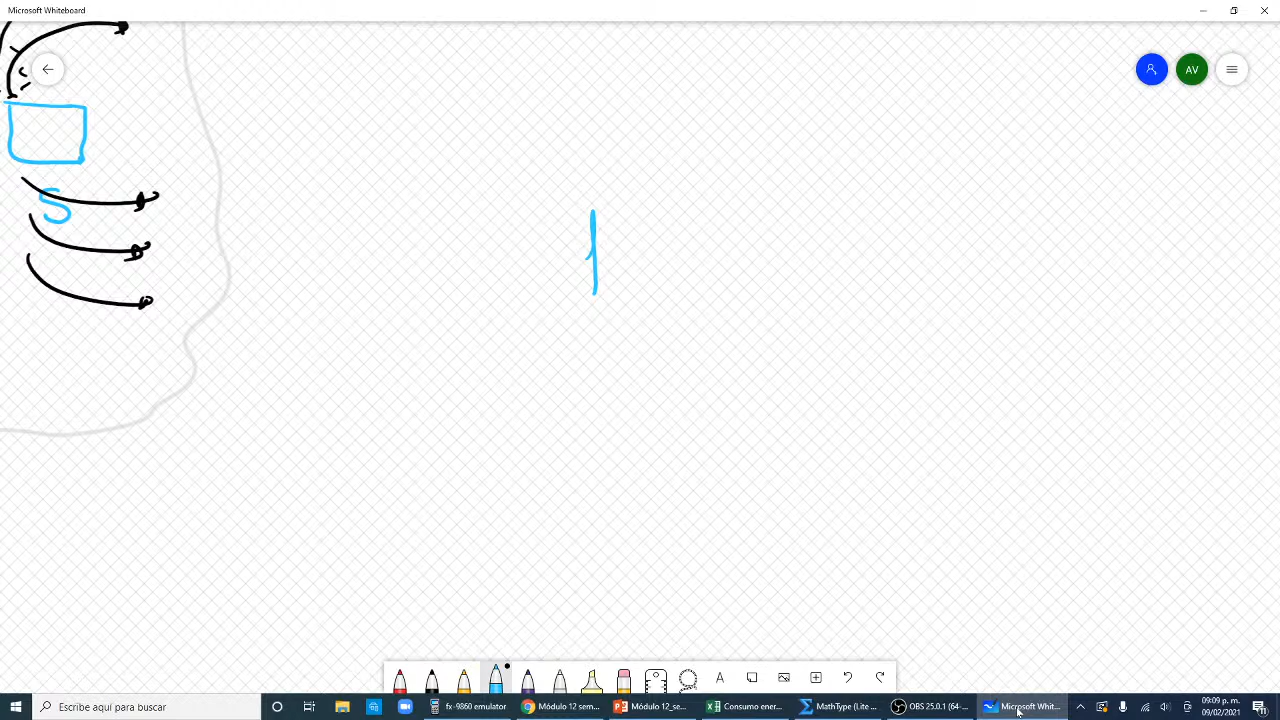 Microsoft Whiteboard
AV
S
Escribe aquí para buscar
fx-9860 emulator
Módulo 12 sem...
Módulo 12_se...
Consumo ener...
MathType (Lite ...
OBS 25.0.1 (64-...
Microsoft Whit...
09:09 p. m.
09/02/2021